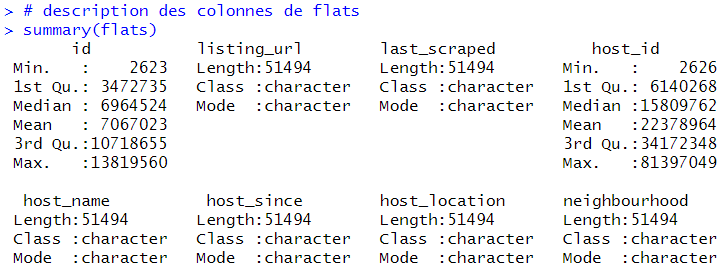 > # description des colonnes de flats
> summary(flats)
       id           listing_url        last_scraped          host_id
 Min.   :    2623   Length:51494       Length:51494       Min.   :    2626
 1st Qu.: 3472735   Class :character   Class :character   1st Qu.: 6140268
 Median : 6964524   Mode  :character   Mode  :character   Median :15809762
 Mean   : 7067023                                         Mean   :22378964
 3rd Qu.:10718655                                         3rd Qu.:34172348
 Max.   :13819560                                         Max.   :81397049
  host_name          host_since        host_location      neighbourhood
 Length:51494       Length:51494       Length:51494       Length:51494
 Class :character   Class :character   Class :character   Class :character
 Mode  :character   Mode  :character   Mode  :character   Mode  :character